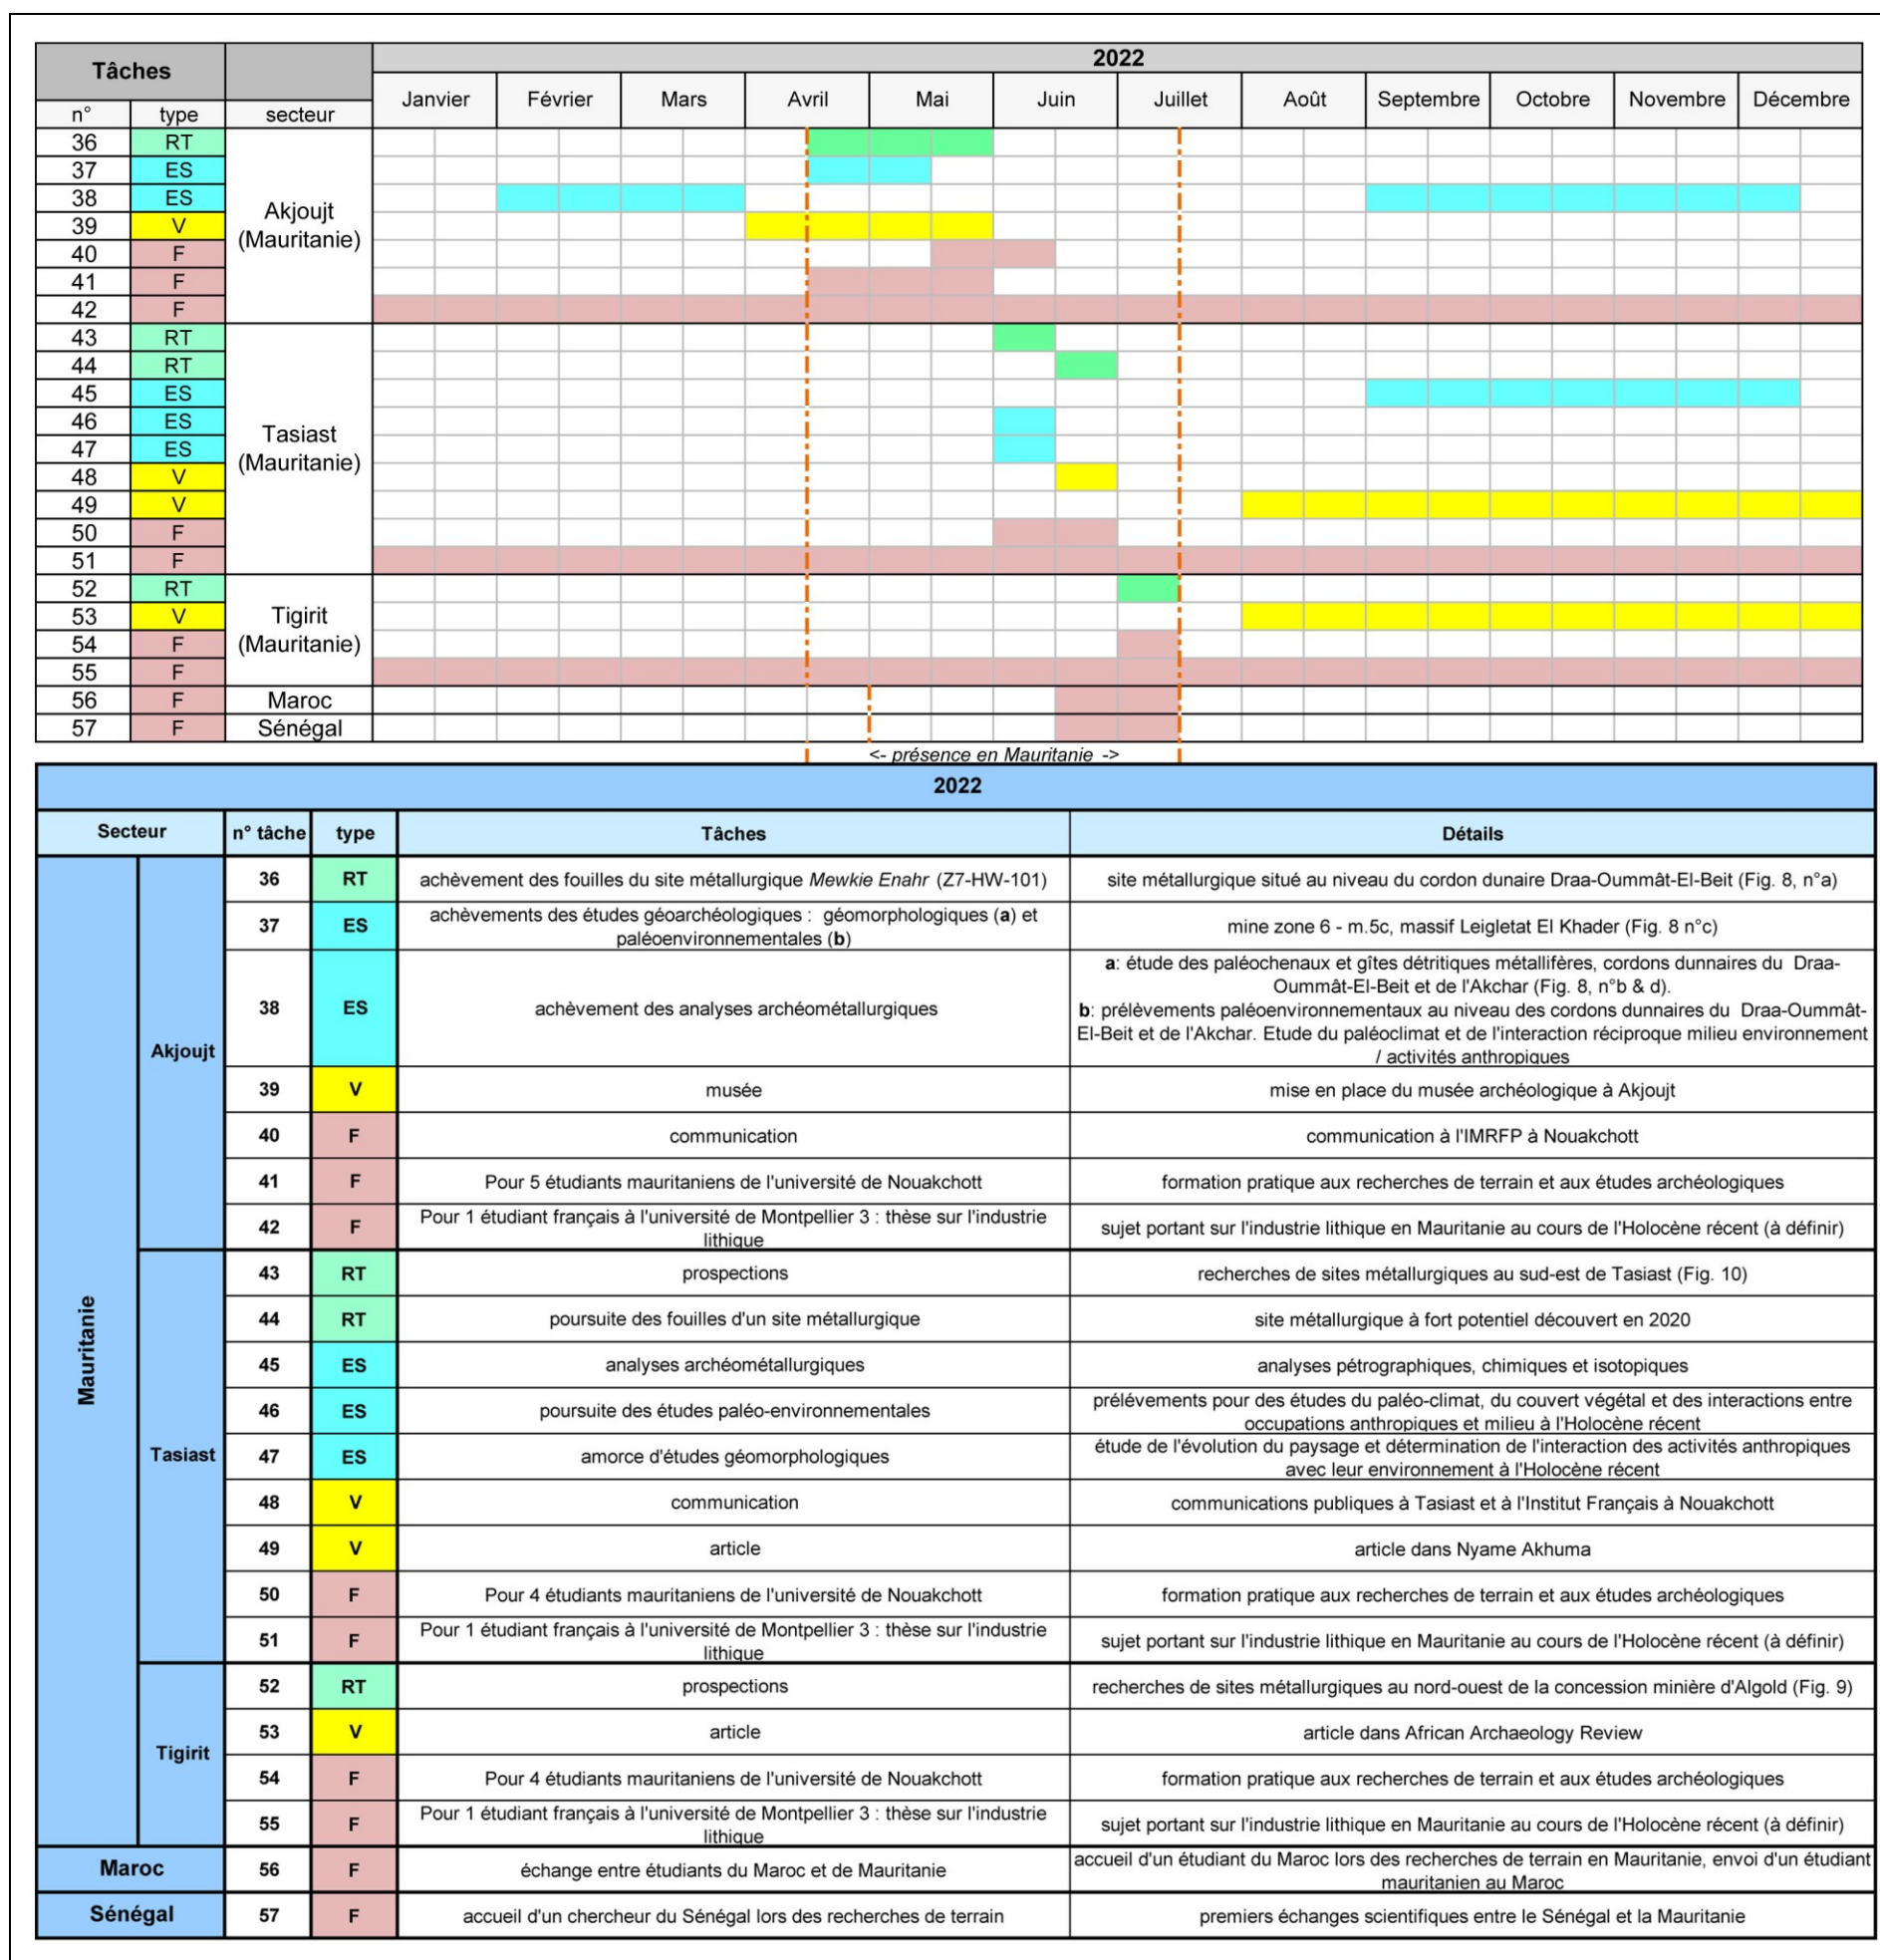 Tâches
2022
Janvier Février Mars Avril Mai Juin Juillet Août Septembre Octobre Novembre Décembre
n° type secteur
36 RT
37 ES
38 ES
39 V
40 F
41 F
42 F
Akjoujt
(Mauritanie)
43 RT
44 RT
45 ES
46 ES
47 ES
48 V
49 V
50 F
51 F
Tasiast
(Mauritanie)
52 RT
53 V
54 F
55 F
Tigirit
(Mauritanie)
56 F Maroc
57 F Sénégal
<- présence en Mauritanie ->
2022
Secteur n° tâche type Tâches Détails
Mauritanie
Akjoujt
36 RT achèvement des fouilles du site métallurgique Mewkie Enahr (Z7-HW-101) site métallurgique situé au niveau du cordon dunaire Draa-Oummât-El-Beit (Fig. 8, n°a)
37 ES achèvements des études géoarchéologiques : géomorphologiques (a) et
paléoenvironnementales (b)
mine zone 6 - m.5c, massif Leigletat El Khader (Fig. 8 n°c)
38 ES achèvement des analyses archéométallurgiques
a: étude des paléochenaux et gîtes détritiques métallifères, cordons dunnaires du Draa-
Oummât-El-Beit et de l'Akchar (Fig. 8, n°b & d).
b: prélèvements paléoenvironnementaux au niveau des cordons dunnaires du Draa-Oummât-
El-Beit et de l'Akchar. Etude du paléoclimat et de l'interaction réciproque milieu environnement
/ activités anthropiques
39 V musée mise en place du musée archéologique à Akjoujt
40 F communication communication à l'IMRFP à Nouakchott
41 F Pour 5 étudiants mauritaniens de l'université de Nouakchott formation pratique aux recherches de terrain et aux études archéologiques
42 F Pour 1 étudiant français à l'université de Montpellier 3 : thèse sur l'industrie
lithique
sujet portant sur l'industrie lithique en Mauritanie au cours de l'Holocène récent (à définir)
Tasiast
43 RT prospections recherches de sites métallurgiques au sud-est de Tasiast (Fig. 10)
44 RT poursuite des fouilles d'un site métallurgique site métallurgique à fort potentiel découvert en 2020
45 ES analyses archéométallurgiques analyses pétrographiques, chimiques et isotopiques
46 ES poursuite des études paléo-environnementales
prélévements pour des études du paléo-climat, du couvert végétal et des interactions entre
occupations anthropiques et milieu à l'Holocène récent
47 ES amorce d'études géomorphologiques
étude de l'évolution du paysage et détermination de l'interaction des activités anthropiques
avec leur environnement à l'Holocène récent
48 V communication communications publiques à Tasiast et à l'Institut Français à Nouakchott
49 V article article dans Nyame Akhuma
50 F Pour 4 étudiants mauritaniens de l'université de Nouakchott formation pratique aux recherches de terrain et aux études archéologiques
51 F Pour 1 étudiant français à l'université de Montpellier 3 : thèse sur l'industrie
lithique
sujet portant sur l'industrie lithique en Mauritanie au cours de l'Holocène récent (à définir)
Tigirit
52 RT prospections recherches de sites métallurgiques au nord-ouest de la concession minière d'Algold (Fig. 9)
53 V article article dans African Archaeology Review
54 F Pour 4 étudiants mauritaniens de l'université de Nouakchott formation pratique aux recherches de terrain et aux études archéologiques
55 F Pour 1 étudiant français à l'université de Montpellier 3 : thèse sur l'industrie
lithique
sujet portant sur l'industrie lithique en Mauritanie au cours de l'Holocène récent (à définir)
Maroc 56 F échange entre étudiants du Maroc et de Mauritanie
accueil d'un étudiant du Maroc lors des recherches de terrain en Mauritanie, envoi d'un étudiant
mauritanien au Maroc
Sénégal 57 F accueil d'un chercheur du Sénégal lors des recherches de terrain premiers échanges scientifiques entre le Sénégal et la Mauritanie